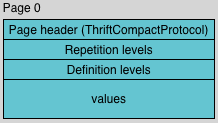 Page 0
Page header (ThriftCompactProtocol)
Repetition levels
Definition levels
values